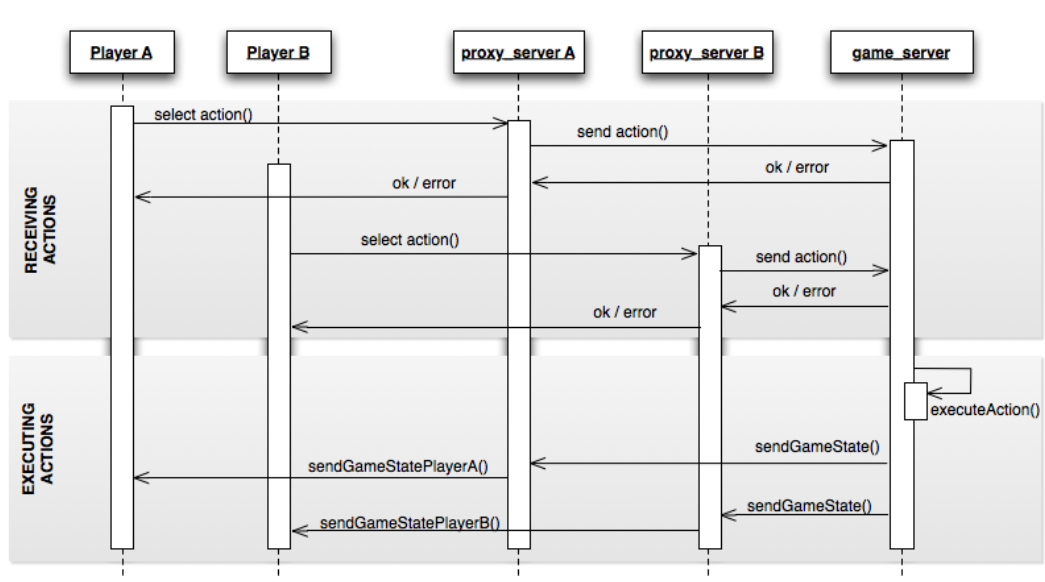 Player A
Player B
proxy_server A
proxy_server B
game_server
RECEIVING
ACTIONS
select action()
send action()
ok / error
ok / error
select action()
send action()
ok / error
ok / error
EXECUTING
ACTIONS
executeAction()
sendGameState()
sendGameStatePlayerA()
sendGameState()
sendGameStatePlayerB()